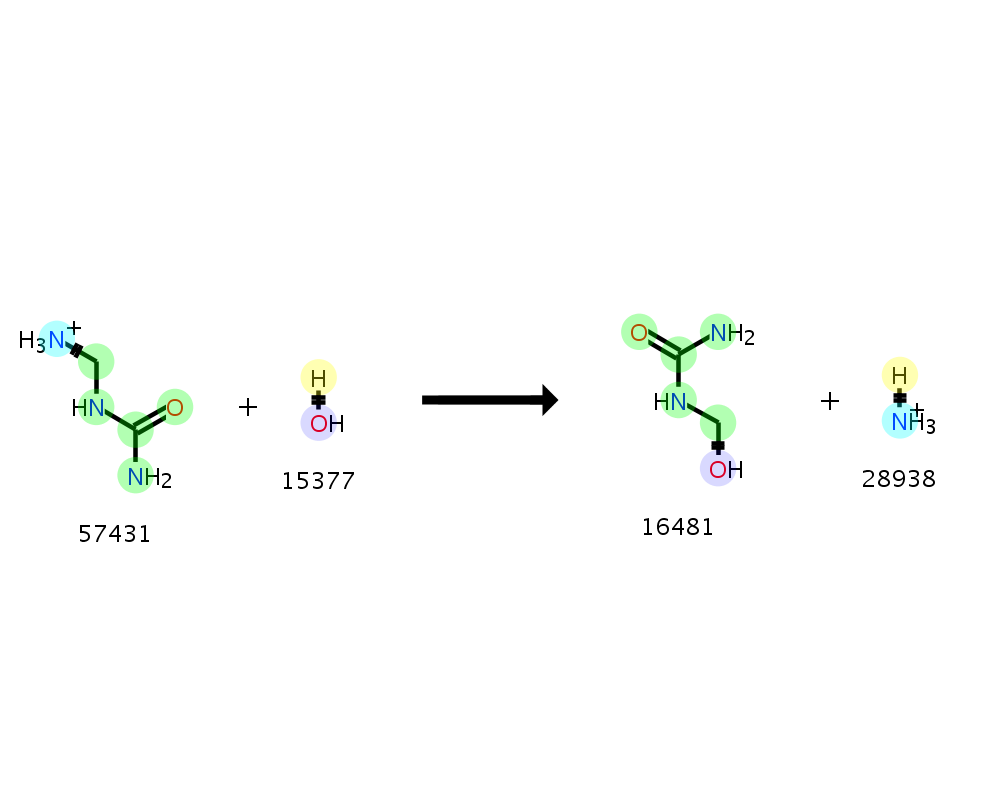 H3N+
HN
O
NH2
57431
+
H
OH
15377
O
NH2
HN
OH
16481
+
H
NH3+
28938